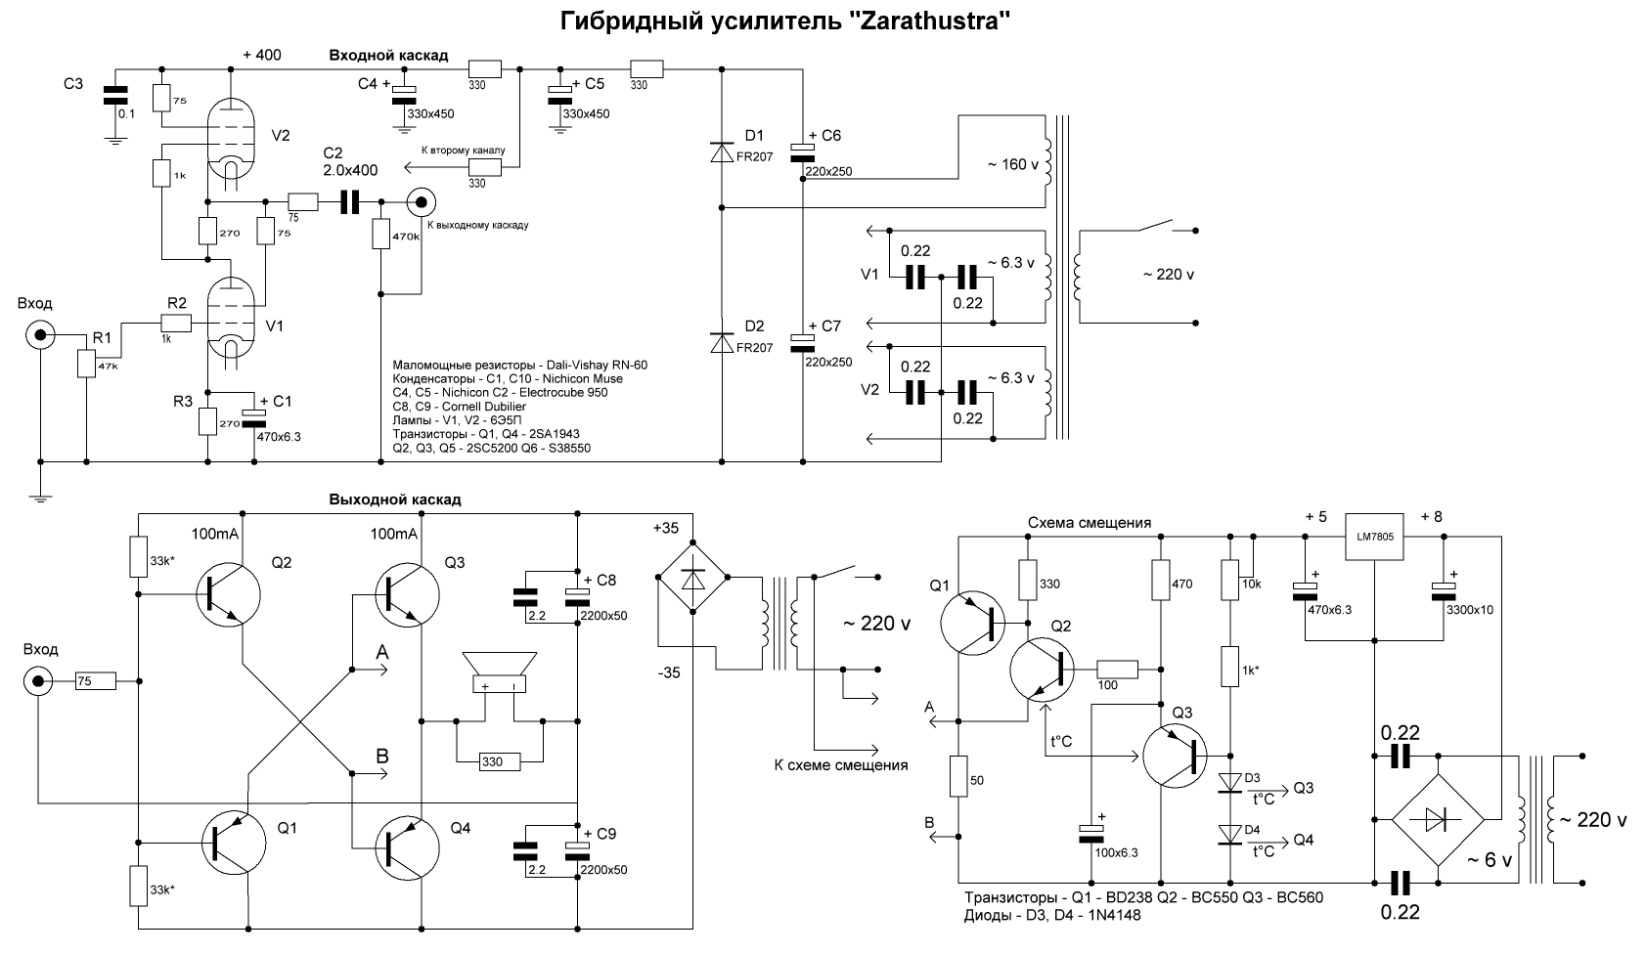 Гибридный усилитель "Zarathustra"
+ 400
Входной каскад
C3
0.1
75
V2
1k
C4 +
330x450
330
+ C5
330x450
330
К второму каналу
330
C2
2.0x400
75
470k
К выходному каскаду
270
75
D1
FR207
+ C6
220x250
~ 160 v
V1
0.22
0.22
~ 6.3 v
~ 220 v
Вход
R1
47k
R2
1k
V1
D2
FR207
+ C7
220x250
V2
0.22
0.22
~ 6.3 v
R3
270
+ C1
470x6.3
Маломощные резисторы - Dali-Vishay RN-60
Конденсаторы - C1, C10 - Nichicon Muse
C4, C5 - Nichicon C2 - Electrocube 950
C8, C9 - Cornell Dubilier
Лампы - V1, V2 - 6Э5П
Транзисторы - Q1, Q4 - 2SA1943
Q2, Q3, Q5 - 2SC5200 Q6 - S38550
Выходной каскад
100mA
100mA
33k*
Q2
Q3
2.2
+ C8
2200x50
+35
-35
~ 220 v
Вход
75
A
B
+ –
330
К схеме смещения
Q1
Q4
33k*
2.2
+ C9
2200x50
Схема смещения
+ 5
LM7805
+ 8
Q1
330
470
10k
+
470x6.3
+
3300x10
Q2
100
1k*
A
t°C
Q3
50
B
+
100x6.3
D3
t°C
Q3
D4
t°C
Q4
0.22
~ 6 v
~ 220 v
0.22
Транзисторы - Q1 - BD238 Q2 - BC550 Q3 - BC560
Диоды - D3, D4 - 1N4148